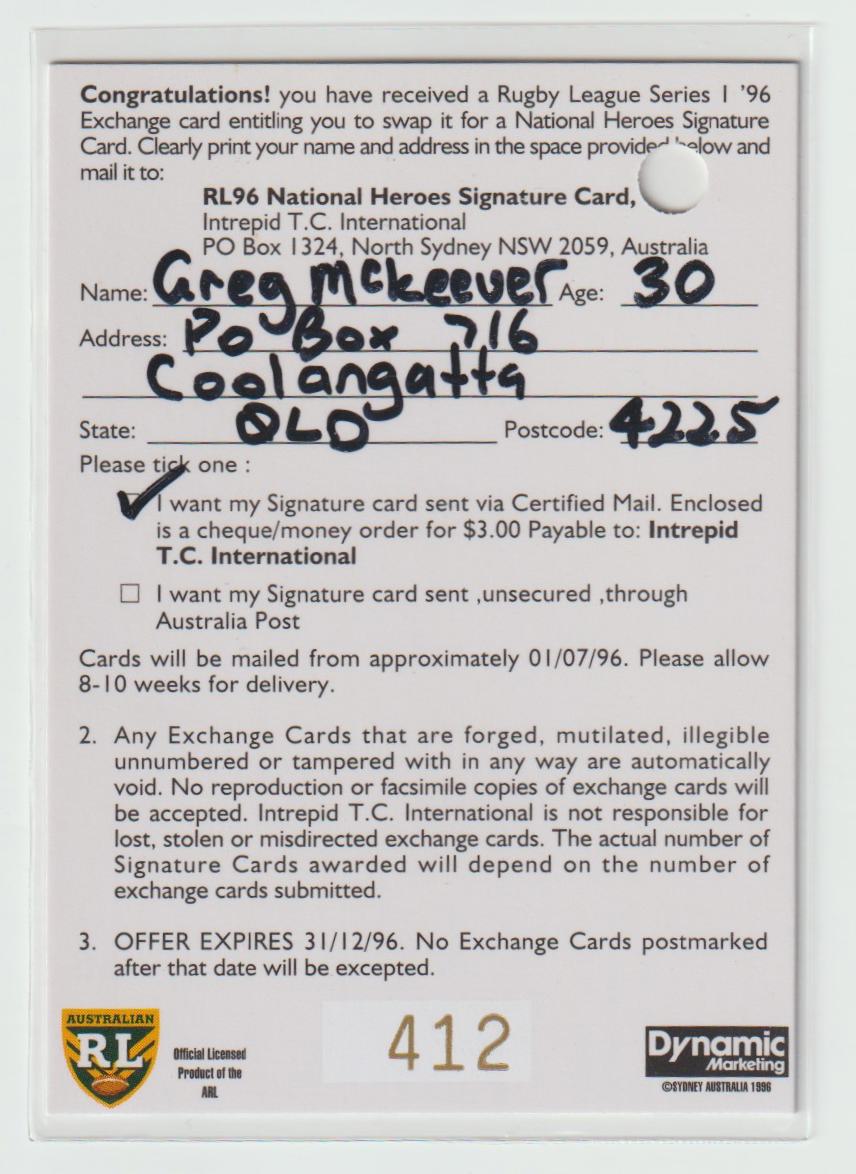 Congratulations! you have received a Rugby League Series 1 '96
Exchange card entitling you to swap it for a National Heroes Signature
Card. Clearly print your name and address in the space provided below and
mail it to:
RL96 National Heroes Signature Card,
Intrepid T.C. International
PO Box 1324, North Sydney NSW 2059, Australia
Name: Greg McKeever Age: 30
Address: Po Box 716
Coolangatta
State: QLD Postcode: 4225
Please tick one :
I want my Signature card sent via Certified Mail. Enclosed
is a cheque/money order for $3.00 Payable to: Intrepid
T.C. International
I want my Signature card sent ,unsecured ,through
Australia Post
Cards will be mailed from approximately 01/07/96. Please allow
8-10 weeks for delivery.
2. Any Exchange Cards that are forged, mutilated, illegible
unnumbered or tampered with in any way are automatically
void. No reproduction or facsimile copies of exchange cards will
be accepted. Intrepid T.C. International is not responsible for
lost, stolen or misdirected exchange cards. The actual number of
Signature Cards awarded will depend on the number of
exchange cards submitted.
3. OFFER EXPIRES 31/12/96. No Exchange Cards postmarked
after that date will be excepted.
AUSTRALIAN
RL
Official Licensed
Product of the
ARL
412
Dynamic
Marketing
©SYDNEY AUSTRALIA 1996